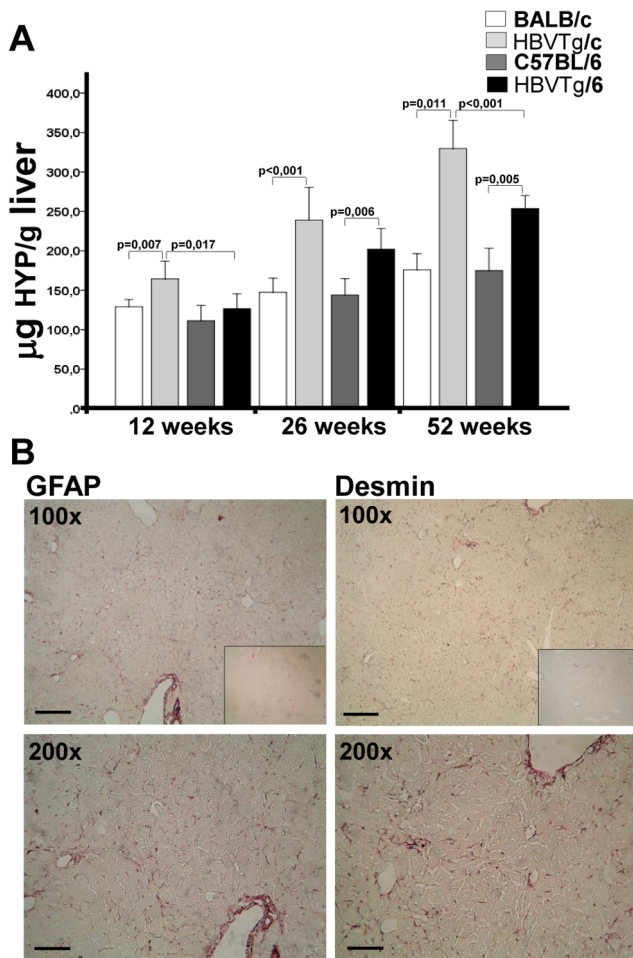 A
BALB/c
HBVTg/c
C57BL/6
HBVTg/6
µg HYP/g liver
400,0
350,0
300,0
250,0
200,0
150,0
100,0
50,0
,0
p=0,007
p=0,017
p<0,001
p=0,006
p=0,011
p<0,001
p=0,005
12 weeks
26 weeks
52 weeks
B
GFAP
Desmin
100x
100x
200x
200x